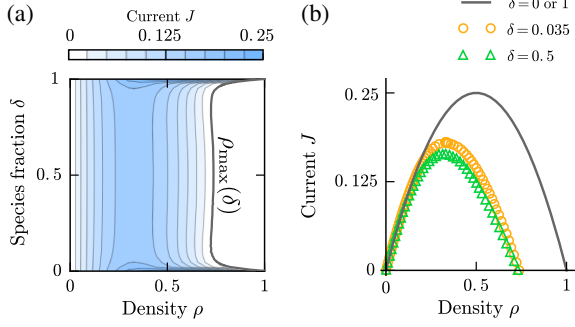 (a)
Current J
0 0.125 0.25
Species fraction δ
1
0.5
0
ρmax(δ)
0.5 1
Density ρ
(b)
δ = 0 or 1
δ = 0.035
δ = 0.5
Current J
0.25
0.125
0
0 0.5 1
Density ρ